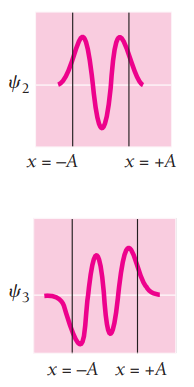 ψ₂
x = –A x = +A
ψ₃
x = –A x = +A